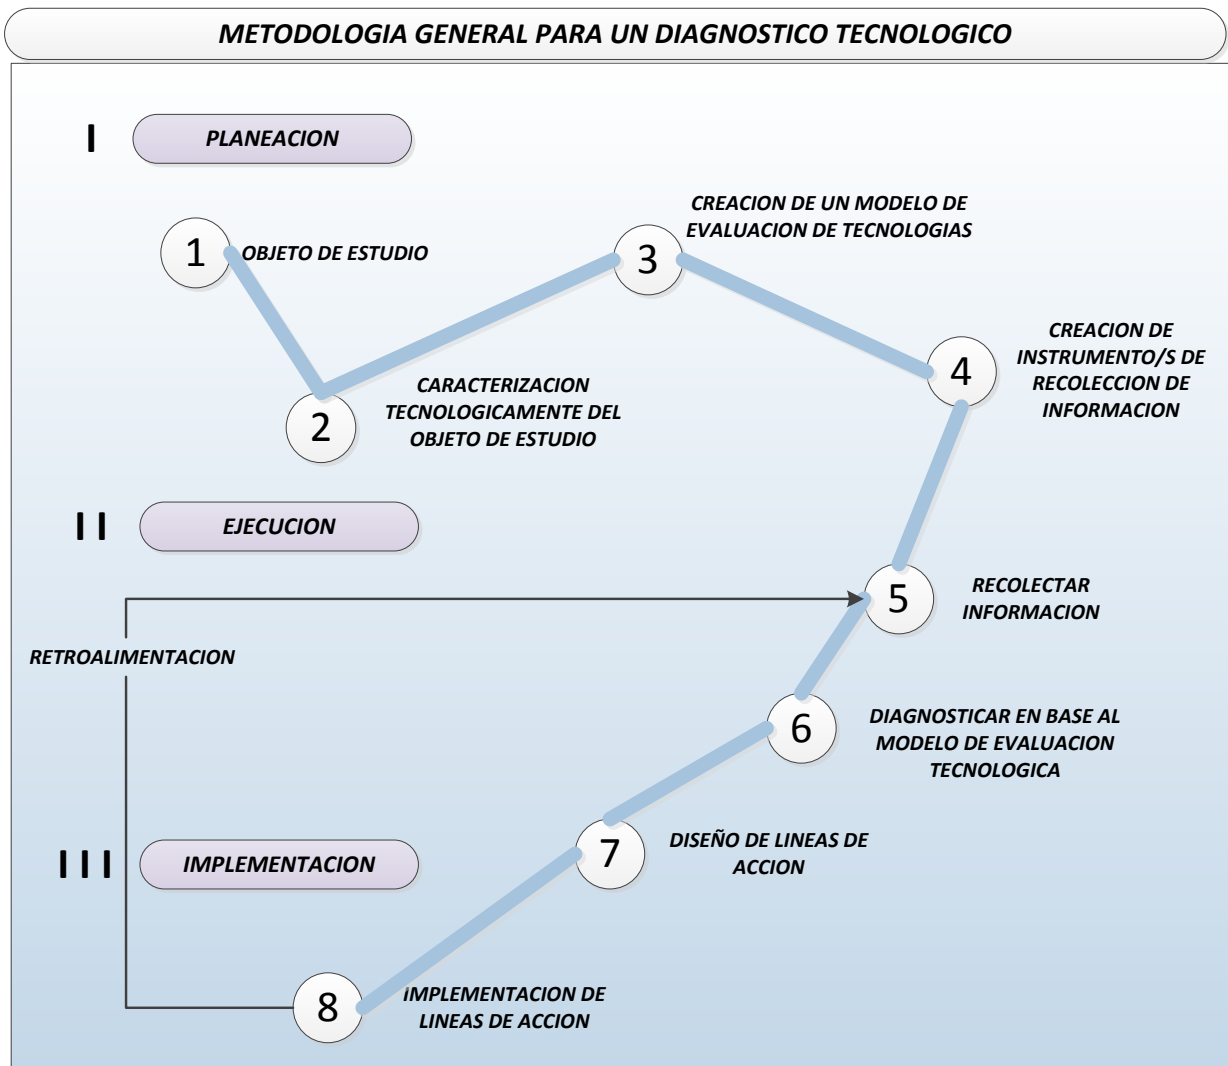 METODOLOGIA GENERAL PARA UN DIAGNOSTICO TECNOLOGICO
I
PLANEACION
1
OBJETO DE ESTUDIO
2
CARACTERIZACION
TECNOLOGICAMENTE DEL
OBJETO DE ESTUDIO
3
CREACION DE UN MODELO DE
EVALUACION DE TECNOLOGIAS
4
CREACION DE
INSTRUMENTO/S DE
RECOLECCION DE
INFORMACION
II
EJECUCION
5
RECOLECTAR
INFORMACION
RETROALIMENTACION
6
DIAGNOSTICAR EN BASE AL
MODELO DE EVALUACION
TECNOLOGICA
III
IMPLEMENTACION
7
DISEÑO DE LINEAS DE
ACCION
8
IMPLEMENTACION DE
LINEAS DE ACCION